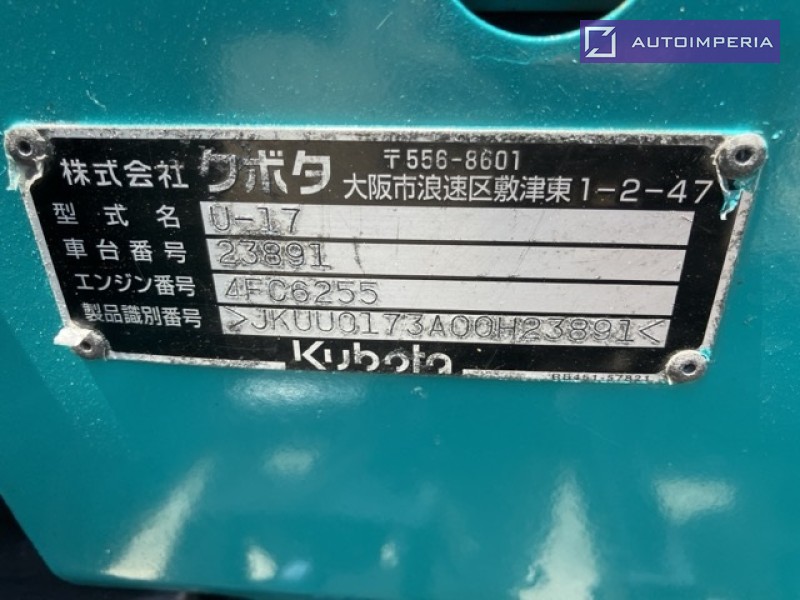 AUTOIMPERIA
株式会社 クボタ 〒556-8601
大阪市浪速区敷津東1-2-47
型式名 U-17
車台番号 23891
エンジン番号 4FC6255
製品識別番号 >JKUU0173A00H23891<
Kubota
RB461-57821